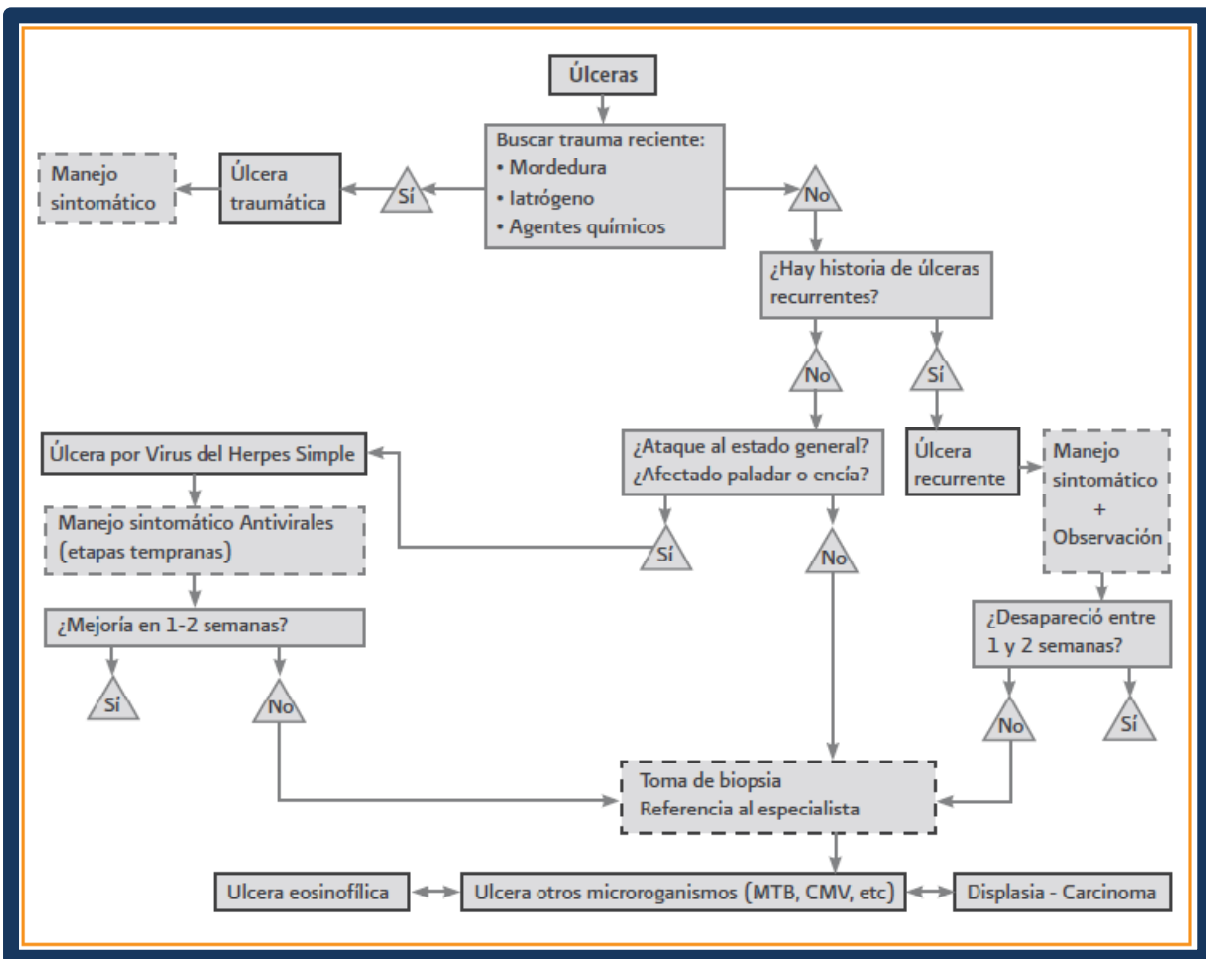 Úlceras
Buscar trauma reciente:
• Mordedura
• Iatrógeno
• Agentes químicos
Sí
Úlcera
traumática
Manejo
sintomático
No
¿Hay historia de úlceras
recurrentes?
No
Sí
¿Ataque al estado general?
¿Afectado paladar o encía?
Úlcera
recurrente
Manejo
sintomático
+
Observación
Úlcera por Virus del Herpes Simple
Sí
No
Manejo sintomático Antivirales
(etapas tempranas)
¿Mejoría en 1-2 semanas?
¿Desapareció entre
1 y 2 semanas?
Sí
No
No
Sí
Toma de biopsia
Referencia al especialista
Ulcera eosinofílica
Ulcera otros microroganismos (MTB, CMV, etc)
Displasia - Carcinoma